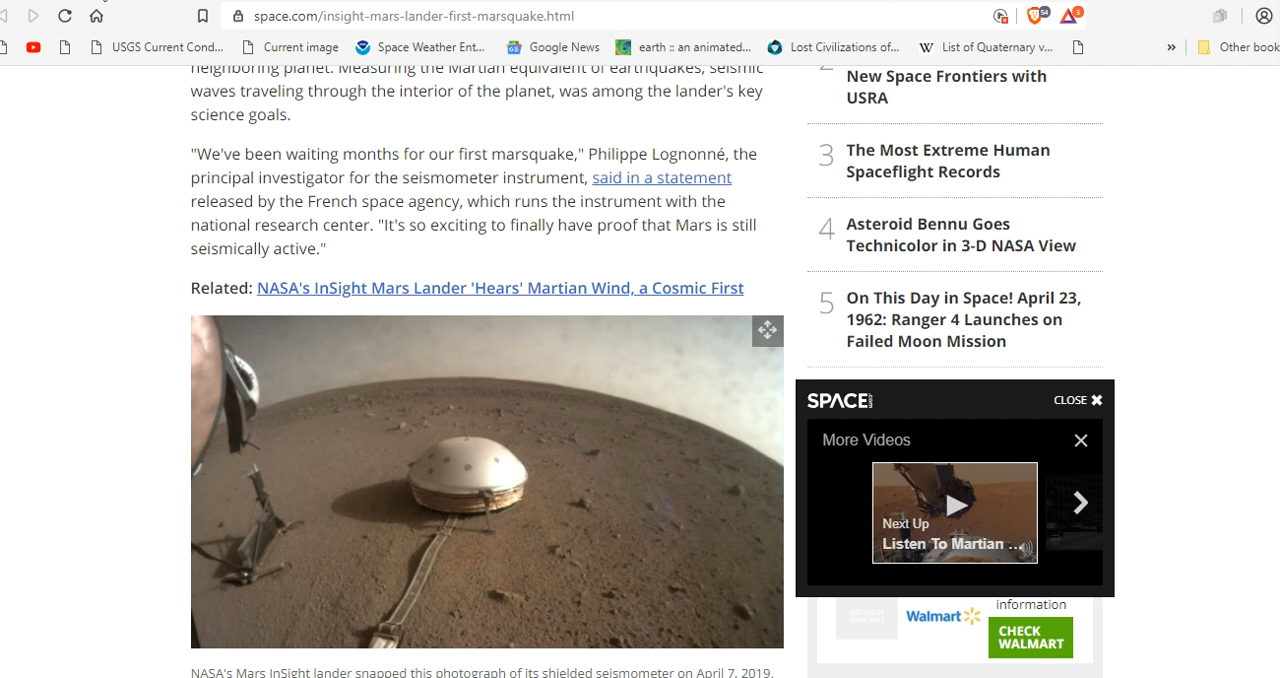 space.com/insight-mars-lander-first-marsquake.html
54
3
USGS Current Cond...
Current image
Space Weather Ent...
Google News
earth :: an animated...
Lost Civilizations of...
W List of Quaternary v...
»
Other book
neighboring planet. Measuring the Martian equivalent of earthquakes, seismic
waves traveling through the interior of the planet, was among the lander's key
science goals.
"We've been waiting months for our first marsquake," Philippe Lognonné, the
principal investigator for the seismometer instrument, said in a statement
released by the French space agency, which runs the instrument with the
national research center. "It's so exciting to finally have proof that Mars is still
seismically active."
Related: NASA's InSight Mars Lander 'Hears' Martian Wind, a Cosmic First
NASA's Mars InSight lander snapped this photograph of its shielded seismometer on April 7, 2019.
2
New Space Frontiers with
USRA
3
The Most Extreme Human
Spaceflight Records
4
Asteroid Bennu Goes
Technicolor in 3-D NASA View
5
On This Day in Space! April 23,
1962: Ranger 4 Launches on
Failed Moon Mission
SPACE.com
CLOSE
More Videos
Next Up
Listen To Martian ...
information
NO IMAGE
AVAILABLE
Walmart
CHECK
WALMART